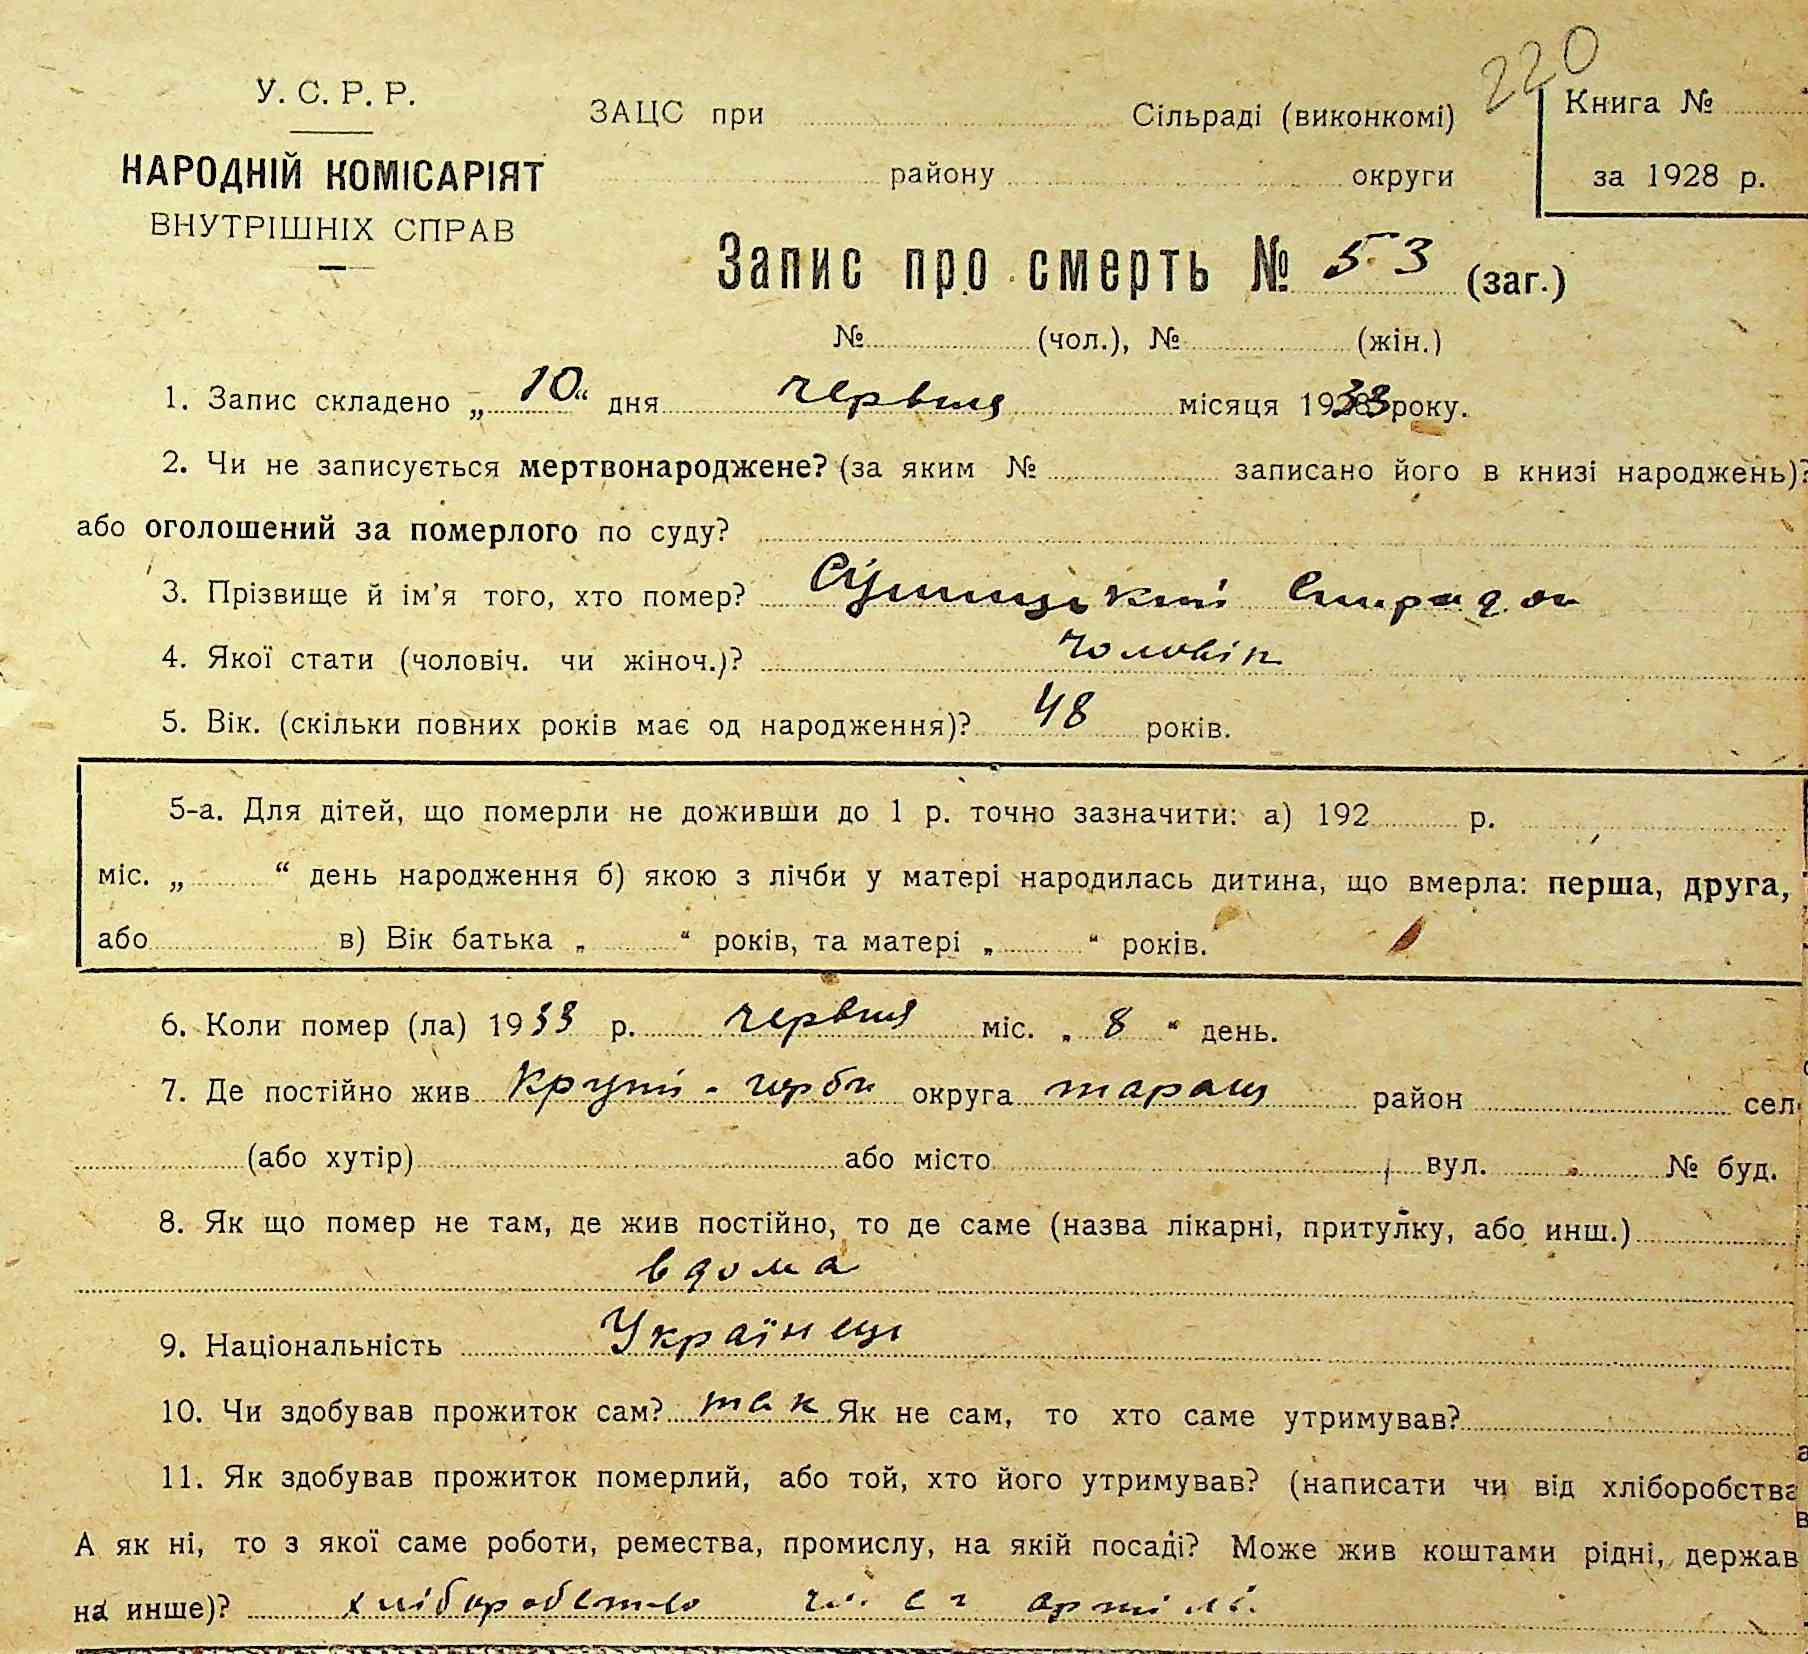 220
У. С. Р. Р.
НАРОДНІЙ КОМІСАРІЯТ
ВНУТРІШНІХ СПРАВ
ЗАЦС при Сільраді (виконкомі)
району округи
Книга №
за 1928 р.
Запис про смерть № 53 (заг.)
№ (чол.), № (жін.)
1. Запис складено „ 10 “ дня червня місяця 1933 року.
2. Чи не записується мертвонароджене? (за яким № записано його в книзі народжень)?
або оголошений за померлого по суду?
3. Прізвище й ім’я того, хто помер? Спиридон
4. Якої стати (чоловіч. чи жіноч.)? чоловік
5. Вік. (скільки повних років має од народження)? 48 років.
5-а. Для дітей, що померли не доживши до 1 р. точно зазначити: а) 192 р.
міс. „ “ день народження б) якою з лічби у матері народилась дитина, що вмерла: перша, друга,
або в) Вік батька „ “ років, та матері „ “ років.
6. Коли помер (ла) 1933 р. червня міс. „ 8 “ день.
7. Де постійно жив Круті-горби округа таращ район сел
(або хутір) або місто вул. № буд.
8. Як що помер не там, де жив постійно, то де саме (назва лікарні, притулку, або инш.)
вдома
9. Національність Українець
10. Чи здобував прожиток сам? так Як не сам, то хто саме утримував?
11. Як здобував прожиток померлий, або той, хто його утримував? (написати чи від хліборобства
А як ні, то з якої саме роботи, ремества, промислу, на якій посаді? Може жив коштами рідні, держав
на инше)? хліборобство чл. с г артілі